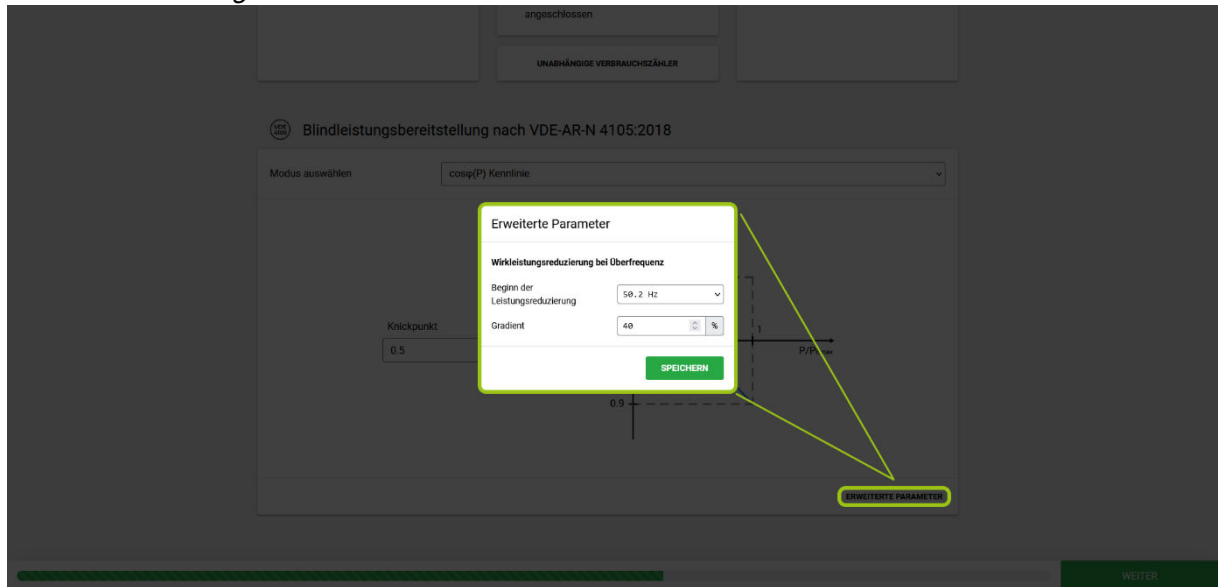 angeschlossen
UNABHÄNGIGE VERBRAUCHSZÄHLER
Blindleistungsbereitstellung nach VDE-AR-N 4105:2018
Modus auswählen
cosφ(P) Kennlinie
Erweiterte Parameter
Wirkleistungsreduzierung bei Überfrequenz
Beginn der
Leistungsreduzierung
50.2 Hz
Gradient
40
%
SPEICHERN
Knickpunkt
0.5
1
0.9
ERWEITERTE PARAMETER
WEITER